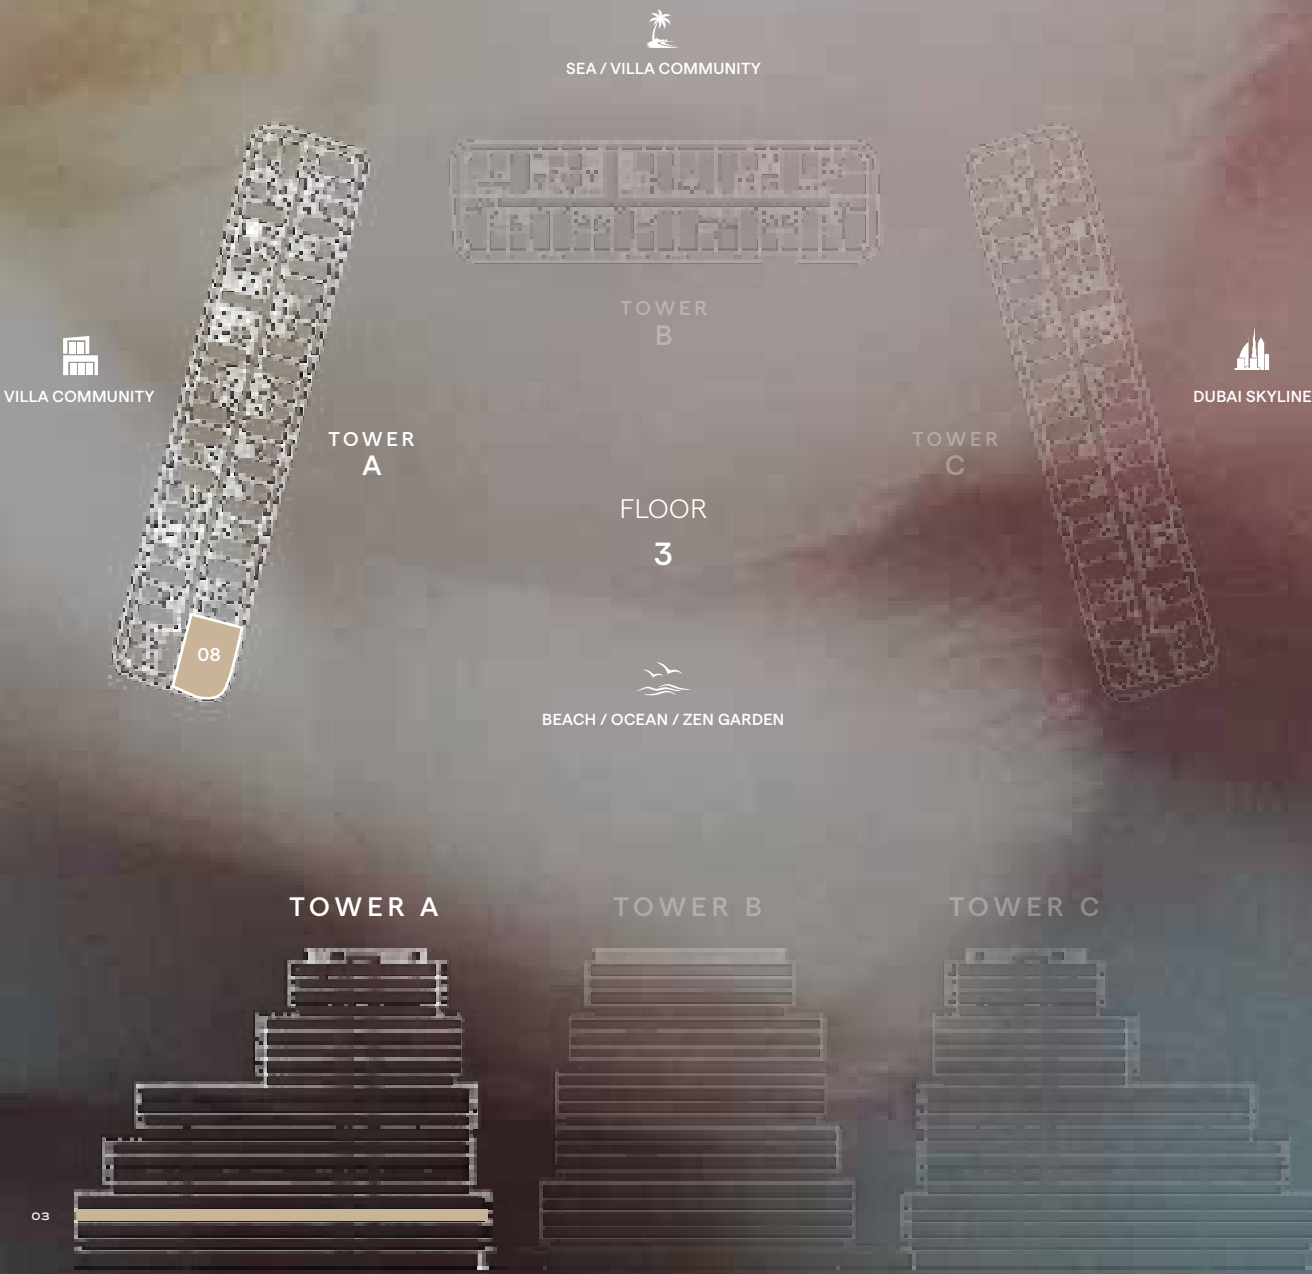 SEA / VILLA COMMUNITY
TOWER
B
VILLA COMMUNITY
DUBAI SKYLINE
TOWER
A
TOWER
C
FLOOR
3
08
BEACH / OCEAN / ZEN GARDEN
TOWER A
TOWER B
TOWER C
03